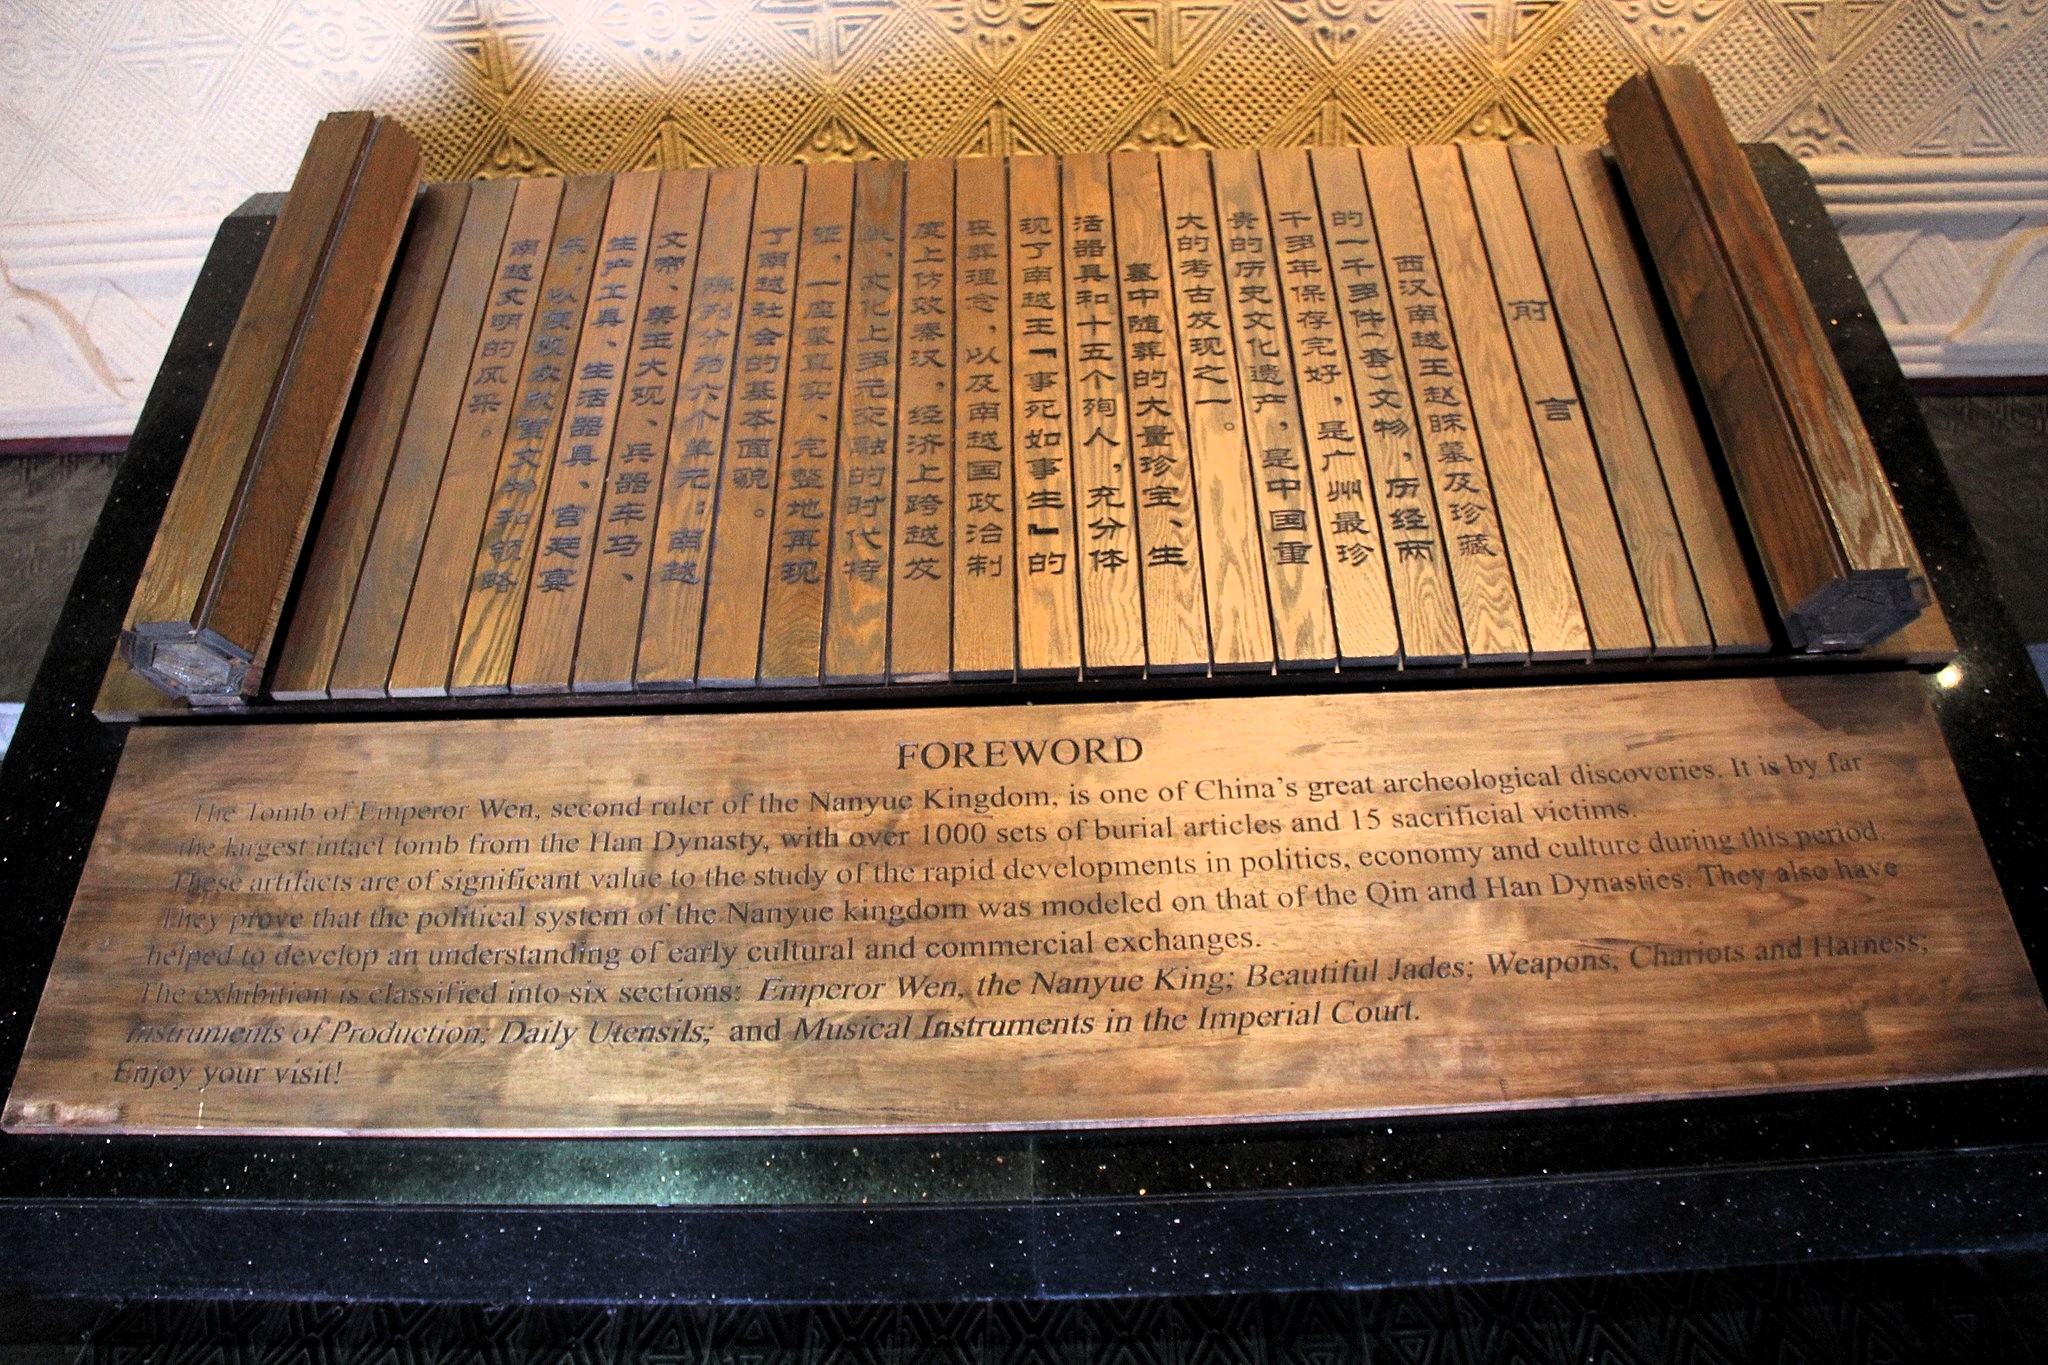 前言
西汉南越王赵眜墓及珍藏
的一千多件(套)文物，历经两
千多年保存完好，是广州最珍
贵的历史文化遗产，是中国重
大的考古发现之一。
墓中随葬的大量珍宝、生
活器具和十五个殉人，充分体
现了南越王『事死如事生』的
丧葬理念，以及南越国政治制
度上仿效秦汉，经济上跨越发
展、文化上多元交融的时代特
征，一座墓真实、完整地再现
了南越社会的基本面貌。
陈列分为六个单元：南越
文帝、美玉大观、兵器车马、
生产工具、生活器具、宫廷宴
乐，以便观众欣赏文物和领略
南越文明的风采。
FOREWORD
The Tomb of Emperor Wen, second ruler of the Nanyue Kingdom, is one of China's great archeological discoveries. It is by far
the largest intact tomb from the Han Dynasty, with over 1000 sets of burial articles and 15 sacrificial victims.
These artifacts are of significant value to the study of the rapid developments in politics, economy and culture during this period.
They prove that the political system of the Nanyue kingdom was modeled on that of the Qin and Han Dynasties. They also have
helped to develop an understanding of early cultural and commercial exchanges.
The exhibition is classified into six sections: Emperor Wen, the Nanyue King; Beautiful Jades; Weapons, Chariots and Harness;
Instruments of Production; Daily Utensils; and Musical Instruments in the Imperial Court.
Enjoy your visit!